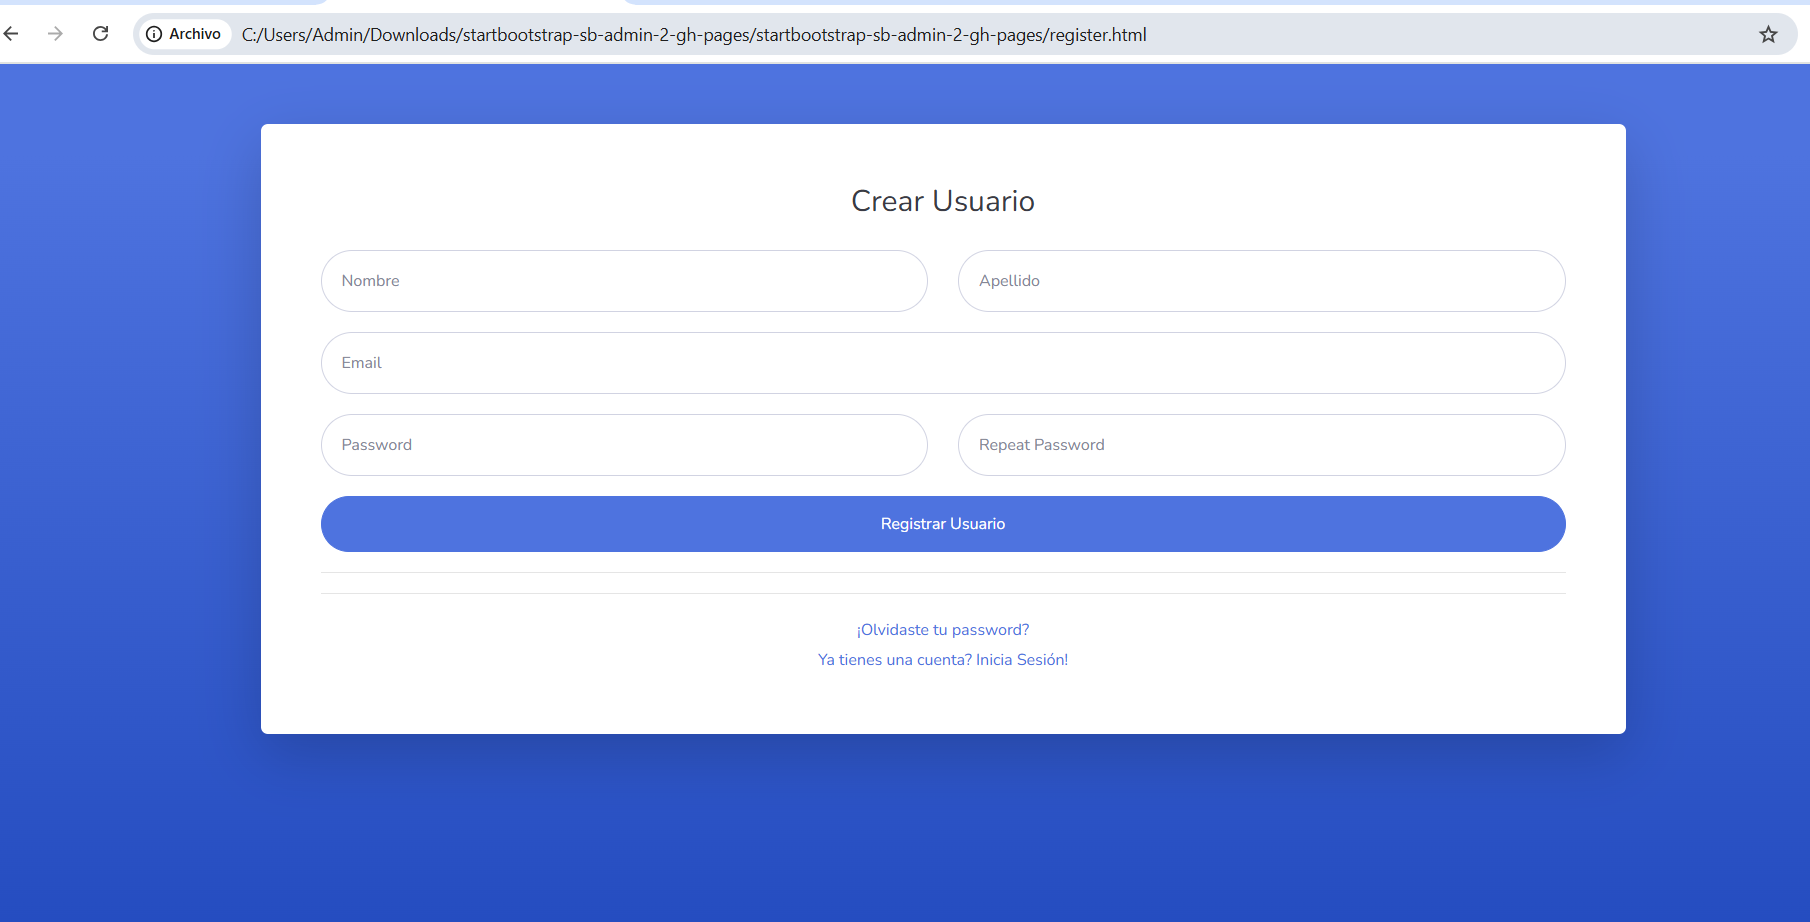 Archivo C:/Users/Admin/Downloads/startbootstrap-sb-admin-2-gh-pages/startbootstrap-sb-admin-2-gh-pages/register.html
Crear Usuario
Nombre Apellido
Email
Password Repeat Password
Registrar Usuario
¡Olvidaste tu password?
Ya tienes una cuenta? Inicia Sesión!